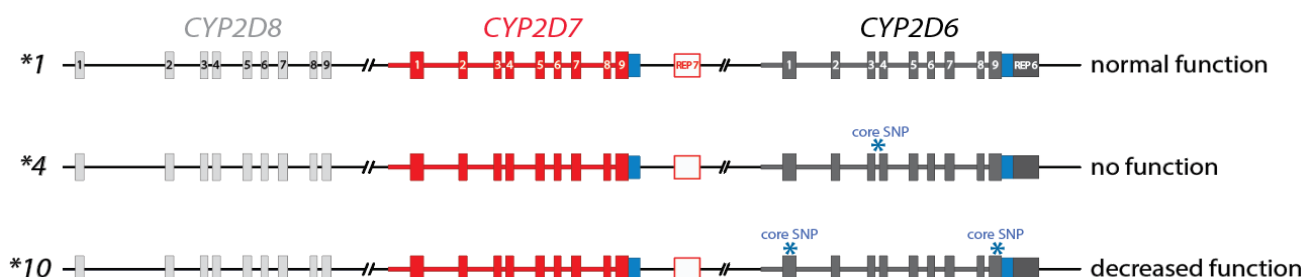 CYP2D8 CYP2D7 CYP2D6
*1 1 2 3 4 5 6 7 8 9 1 2 3 4 5 6 7 8 9 REP7 1 2 3 4 5 6 7 8 9 REP6 normal function
core SNP
*
*4 no function
core SNP core SNP
* *
*10 decreased function